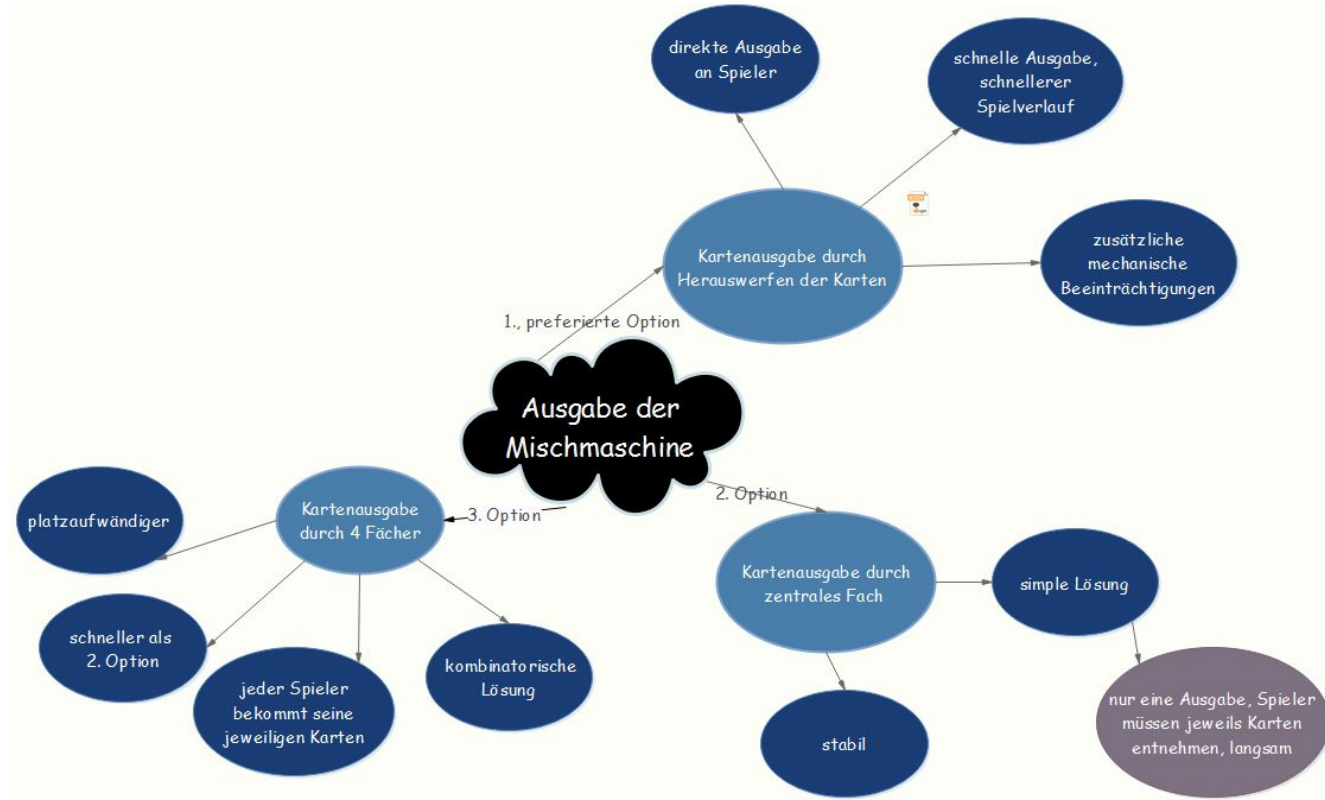 direkte Ausgabe
an Spieler
schnelle Ausgabe,
schnellerer
Spielverlauf
Kartenausgabe durch
Herauswerfen der Karten
zusätzliche
mechanische
Beeinträchtigungen
1., preferierte Option
Ausgabe der
Mischmaschine
2. Option
3. Option
Kartenausgabe
durch 4 Fächer
platzaufwändiger
schneller als
2. Option
jeder Spieler
bekommt seine
jeweiligen Karten
kombinatorische
Lösung
Kartenausgabe durch
zentrales Fach
simple Lösung
nur eine Ausgabe, Spieler
müssen jeweils Karten
entnehmen, langsam
stabil